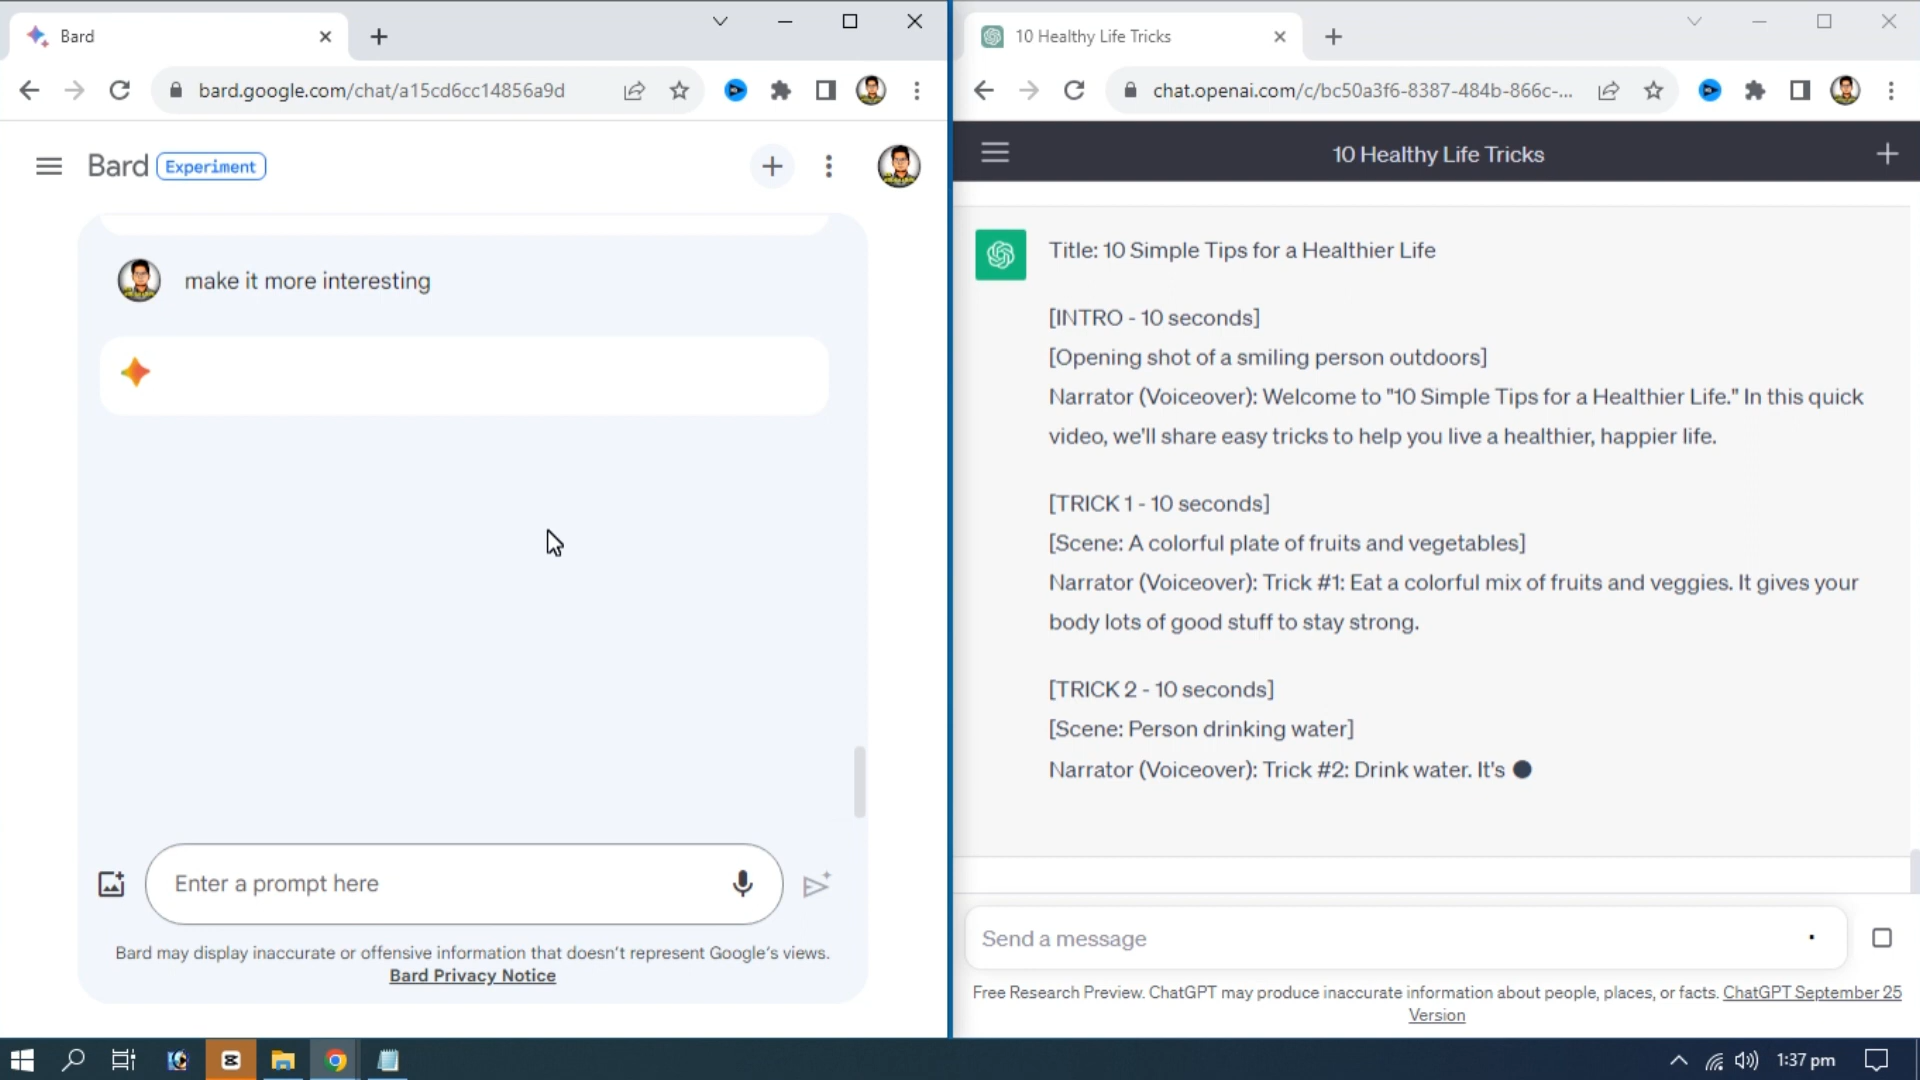 Bard
bard.google.com/chat/a15cd6cc14856a9d
Bard Experiment
make it more interesting
Enter a prompt here
Bard may display inaccurate or offensive information that doesn't represent Google's views.
Bard Privacy Notice
10 Healthy Life Tricks
chat.openai.com/c/bc50a3f6-8387-484b-866c-...
10 Healthy Life Tricks
Title: 10 Simple Tips for a Healthier Life
[INTRO - 10 seconds]
[Opening shot of a smiling person outdoors]
Narrator (Voiceover): Welcome to "10 Simple Tips for a Healthier Life." In this quick
video, we'll share easy tricks to help you live a healthier, happier life.
[TRICK 1 - 10 seconds]
[Scene: A colorful plate of fruits and vegetables]
Narrator (Voiceover): Trick #1: Eat a colorful mix of fruits and veggies. It gives your
body lots of good stuff to stay strong.
[TRICK 2 - 10 seconds]
[Scene: Person drinking water]
Narrator (Voiceover): Trick #2: Drink water. It's
Send a message
Free Research Preview. ChatGPT may produce inaccurate information about people, places, or facts. ChatGPT September 25
Version
1:37 pm